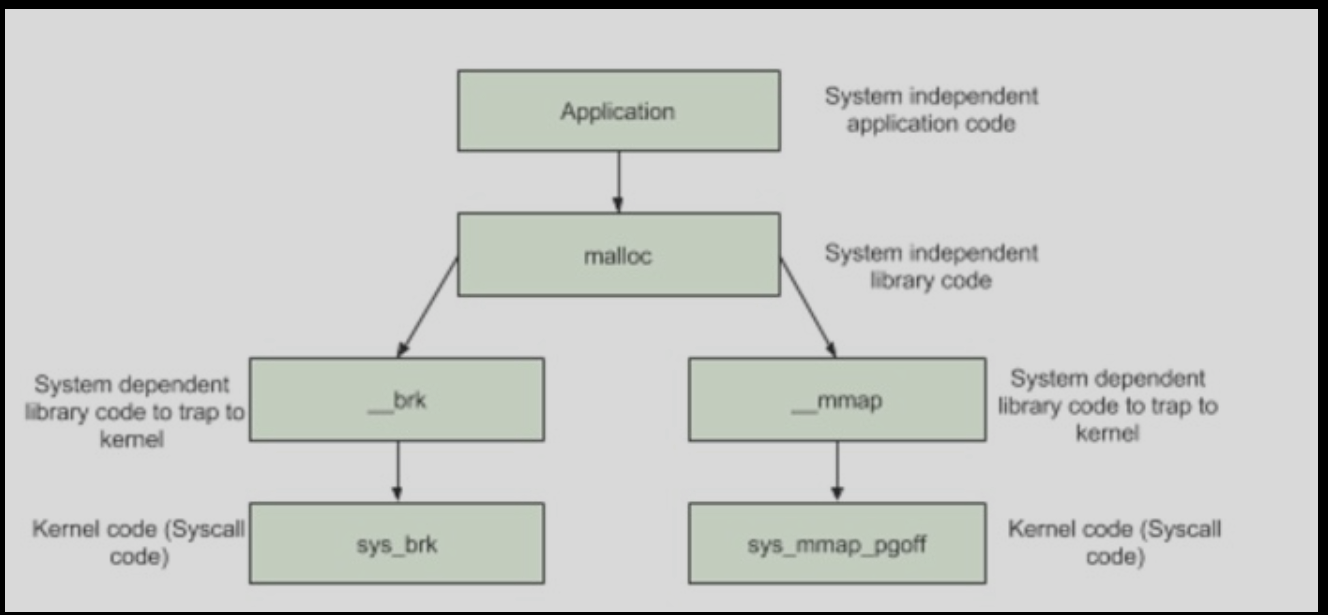 Application
System independent
application code
malloc
System independent
library code
System dependent
library code to trap to
kernel
__brk
__mmap
System dependent
library code to trap to
kernel
Kernel code (Syscall
code)
sys_brk
sys_mmap_pgoff
Kernel code (Syscall
code)